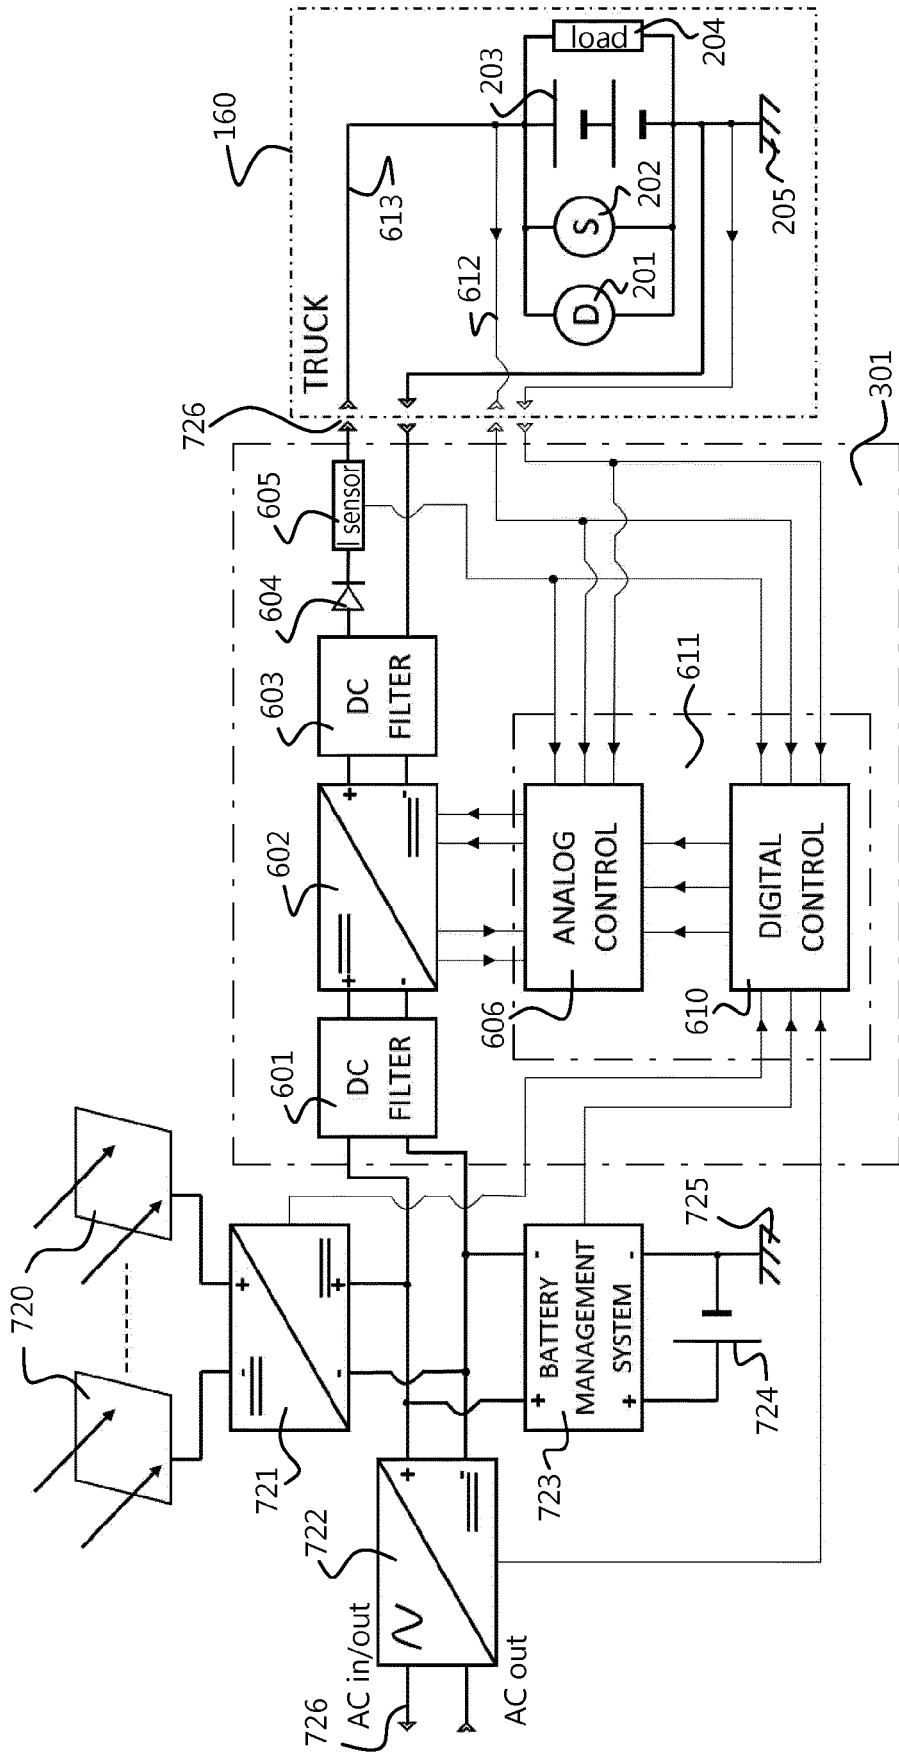 160
TRUCK
613
612
203
load
204
S
202
D
201
205
726
301
605
I sensor
604
603
DC
FILTER
602
+
-
+
-
601
DC
FILTER
611
ANALOG
CONTROL
606
DIGITAL
CONTROL
610
720
720
721
-
+
-
+
722
+
-
AC in/out
726
AC out
BATTERY
MANAGEMENT
SYSTEM
+
-
+
-
723
724
725